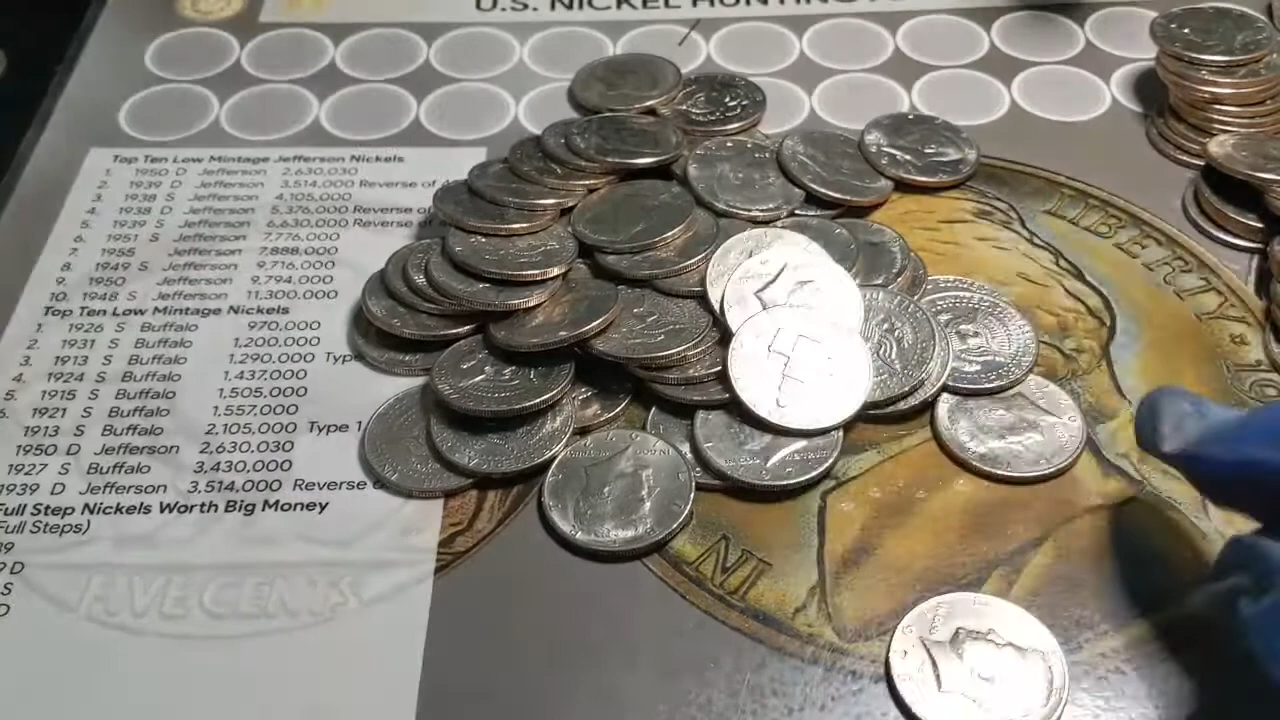 U.S. NICKEL HUNTING
Top Ten Low Mintage Jefferson Nickels
1. 1950 D Jefferson 2,630,030
2. 1939 D Jefferson 3,514,000 Reverse of
3. 1938 S Jefferson 4,105,000
4. 1938 D Jefferson 5,376,000 Reverse of
5. 1939 S Jefferson 6,630,000 Reverse of
6. 1951 S Jefferson 7,776,000
7. 1955 Jefferson 7,888,000
8. 1949 S Jefferson 9,716,000
9. 1950 Jefferson 9,794,000
10. 1948 S Jefferson 11,300,000
Top Ten Low Mintage Nickels
1. 1926 S Buffalo 970,000
2. 1931 S Buffalo 1,200,000
3. 1913 S Buffalo 1,290,000 Type
4. 1924 S Buffalo 1,437,000
5. 1915 S Buffalo 1,505,000
6. 1921 S Buffalo 1,557,000
1913 S Buffalo 2,105,000 Type 1
1950 D Jefferson 2,630,030
1927 S Buffalo 3,430,000
1939 D Jefferson 3,514,000 Reverse
Full Step Nickels Worth Big Money
Full Steps)
39
9 D
S
D
FIVE CENTS
LIBERTY